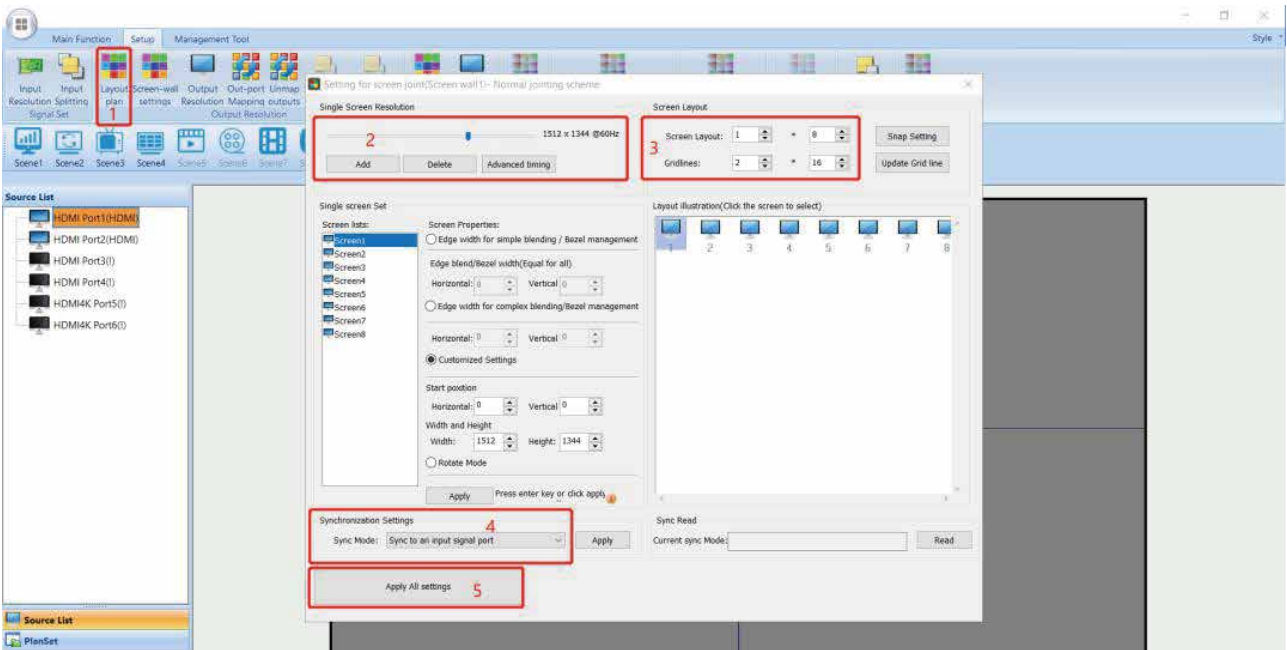 Main Function Setup Management Tool
Style
Input Resolution
Input Splitting
Layout plan
Screen-wall settings
Output Resolution
Out-port Mapping
Unmap outputs
Signal Set
Output Resolution
1
Scene1 Scene2 Scene3 Scene4 Scene5 Scene6 Scene7
Source List
HDMI Port1(HDMI)
HDMI Port2(HDMI)
HDMI Port3(!)
HDMI Port4(!)
HDMI4K Port5(!)
HDMI4K Port6(!)
Source List
PlanSet
Setting for screen joint(Screen wall1)- Normal jointing scheme
Single Screen Resolution
2
1512 x 1344 @60Hz
Add Delete Advanced timing
Screen Layout
3
Screen Layout: 1 * 8 Snap Setting
Gridlines: 2 * 16 Update Grid line
Single screen Set
Screen lists:
Screen1
Screen2
Screen3
Screen4
Screen5
Screen6
Screen7
Screen8
Screen Properties:
Edge width for simple blending / Bezel management
Edge blend/Bezel width(Equal for all)
Horizontal: 0 Vertical 0
Edge width for complex blending/Bezel management
Horizontal: 0 Vertical 0
Customized Settings
Start position
Horizontal: 0 Vertical 0
Width and Height
Width: 1512 Height: 1344
Rotate Mode
Apply Press enter key or click apply
Layout illustration(Click the screen to select)
1 2 3 4 5 6 7 8
Synchronization Settings
4
Sync Mode: Sync to an input signal port Apply
Sync Read
Current sync Mode: Read
Apply All settings 5